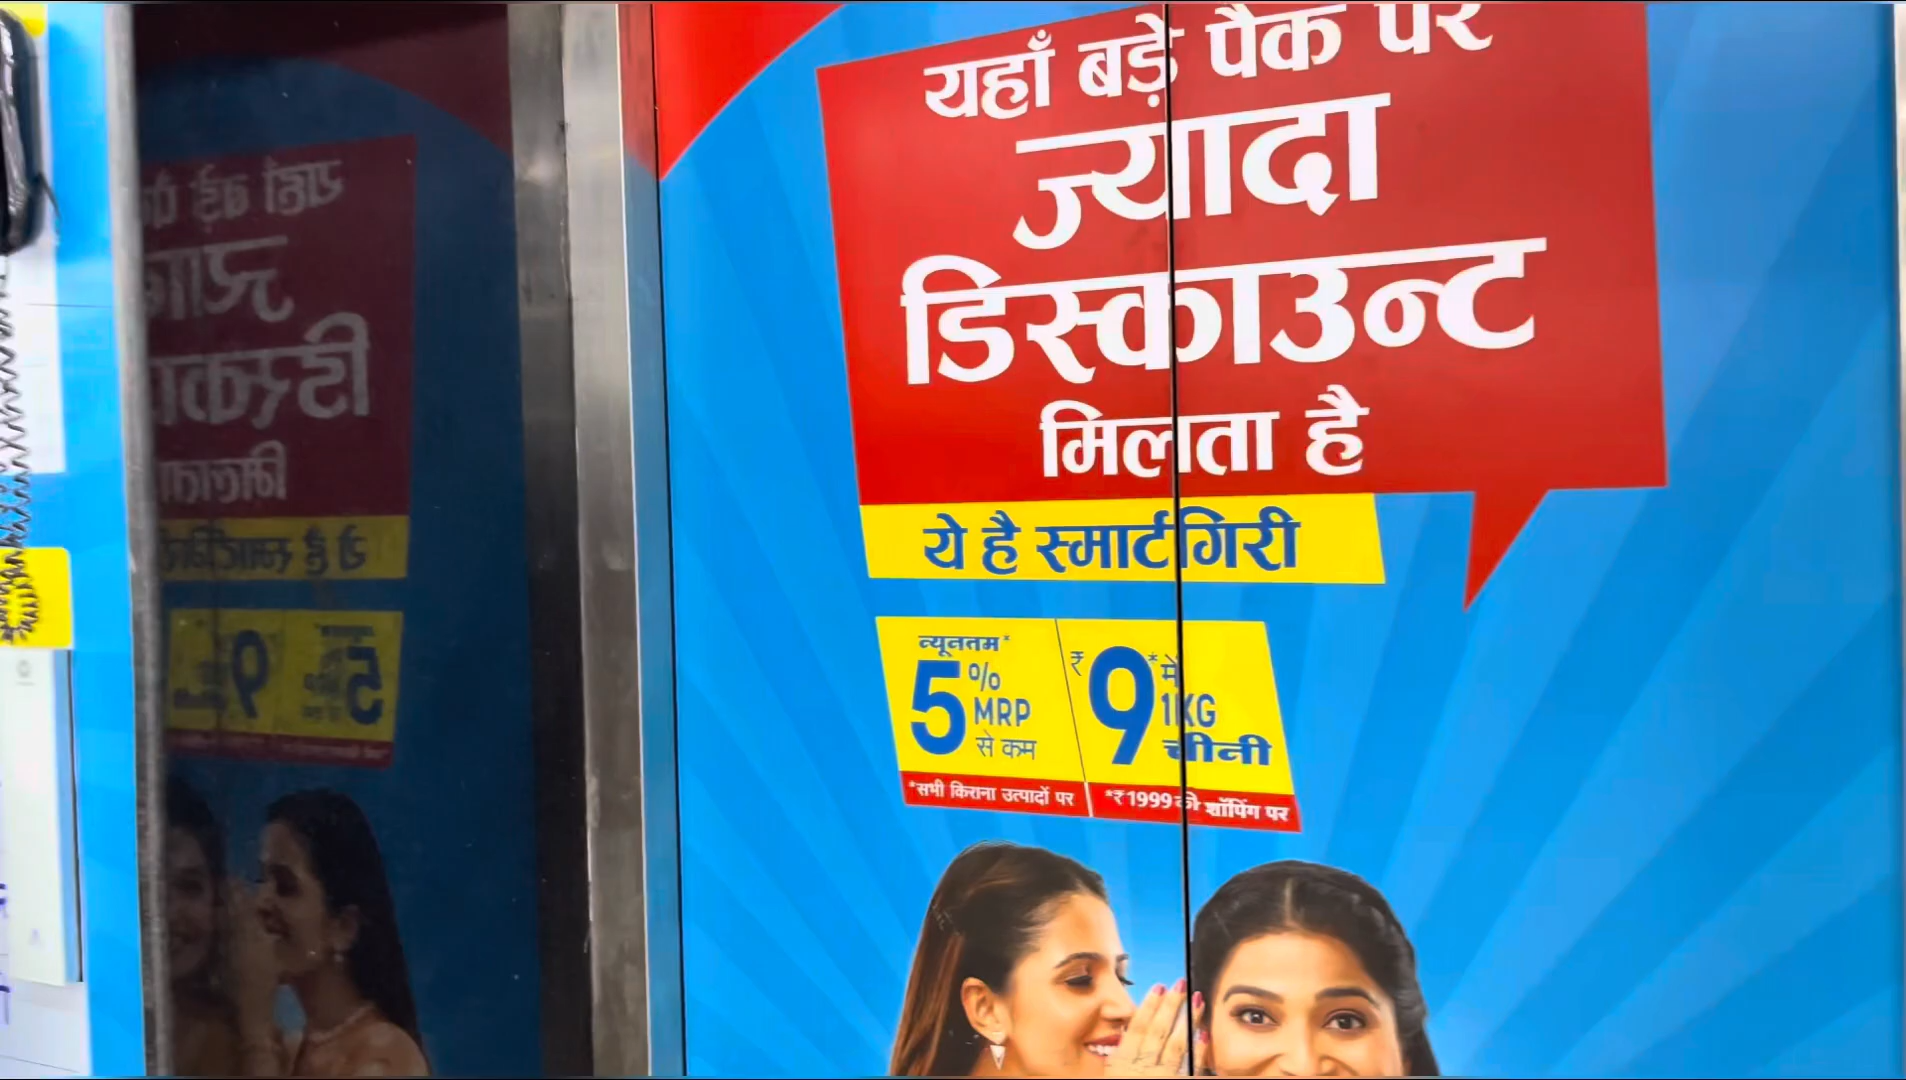 यहाँ बड़े पैक पर
ज्यादा
डिस्काउन्ट
मिलता है
ये है स्मार्टगिरी
न्यूनतम*
5%
MRP
से कम
*सभी किराना उत्पादों पर
₹9* में
1KG
चीनी
*₹1999 की शॉपिंग पर